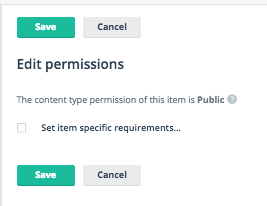 Save Cancel
Edit permissions
The content type permission of this item is Public ?
Set item specific requirements...
Save Cancel